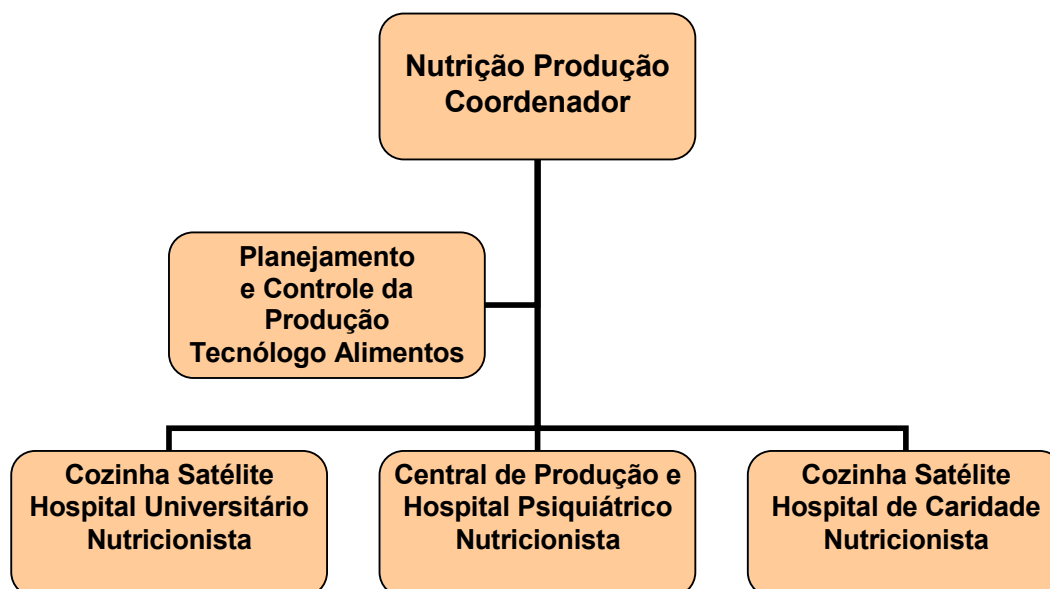 Nutrição Produção
Coordenador
Planejamento
e Controle da
Produção
Tecnólogo Alimentos
Cozinha Satélite
Hospital Universitário
Nutricionista
Central de Produção e
Hospital Psiquiátrico
Nutricionista
Cozinha Satélite
Hospital de Caridade
Nutricionista